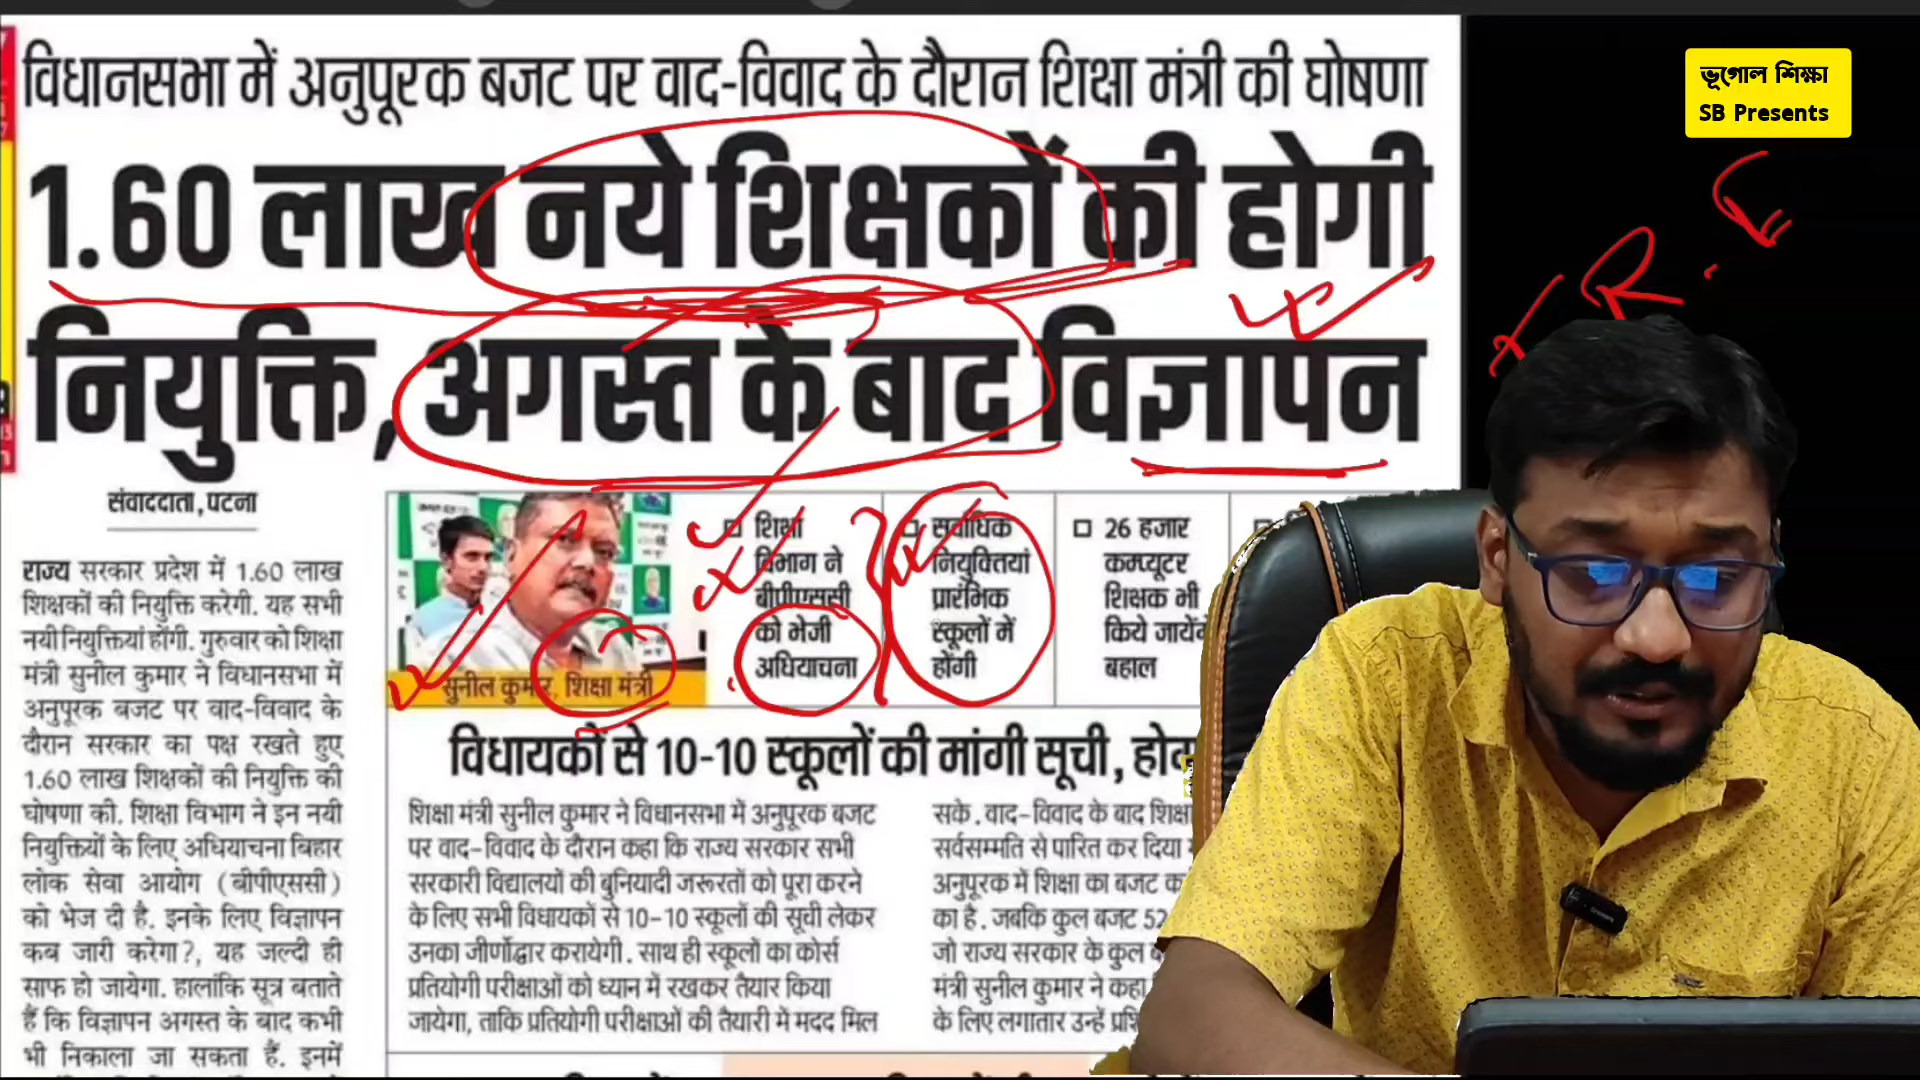 विधानसभा में अनुपूरक बजट पर वाद-विवाद के दौरान शिक्षा मंत्री की घोषणा
1.60 लाख नये शिक्षकों की होगी
नियुक्ति, अगस्त के बाद विज्ञापन
संवाददाता, पटना
राज्य सरकार प्रदेश में 1.60 लाख
शिक्षकों की नियुक्ति करेगी. यह सभी
नयी नियुक्तियां होंगी. गुरुवार को शिक्षा
मंत्री सुनील कुमार ने विधानसभा में
अनुपूरक बजट पर वाद-विवाद के
दौरान सरकार का पक्ष रखते हुए
1.60 लाख शिक्षकों की नियुक्ति की
घोषणा की. शिक्षा विभाग ने इन नयी
नियुक्तियों के लिए अधियाचना बिहार
लोक सेवा आयोग (बीपीएससी)
को भेज दी है. इनके लिए विज्ञापन
कब जारी करेगा?, यह जल्दी ही
साफ हो जायेगा. हालांकि सूत्र बताते
हैं कि विज्ञापन अगस्त के बाद कभी
भी निकाला जा सकता हैं. इनमें
सुनील कुमार, शिक्षा मंत्री
शिक्षा
विभाग ने
बीपीएससी
को भेजी
अधियाचना
सर्वाधिक
नियुक्तियां
प्रारंभिक
स्कूलों में
होंगी
26 हजार
कम्प्यूटर
शिक्षक भी
किये जायेंगे
बहाल
विधायकों से 10-10 स्कूलों की मांगी सूची,
शिक्षा मंत्री सुनील कुमार ने विधानसभा में अनुपूरक बजट
पर वाद-विवाद के दौरान कहा कि राज्य सरकार सभी
सरकारी विद्यालयों की बुनियादी जरूरतों को पूरा करने
के लिए सभी विधायकों से 10-10 स्कूलों की सूची लेकर
उनका जीर्णोद्धार करायेगी. साथ ही स्कूलों का कोर्स
प्रतियोगी परीक्षाओं को ध्यान में रखकर तैयार किया
जायेगा, ताकि प्रतियोगी परीक्षाओं की तैयारी में मदद मिल
सके. वाद-विवाद के बाद शिक्षा
सर्वसम्मति से पारित कर दिया
अनुपूरक में शिक्षा का बजट
का है. जबकि कुल बजट 52
जो राज्य सरकार के कुल
मंत्री सुनील कुमार ने कहा
के लिए लगातार उन्हें
ভূগোল শিক্ষা
SB Presents